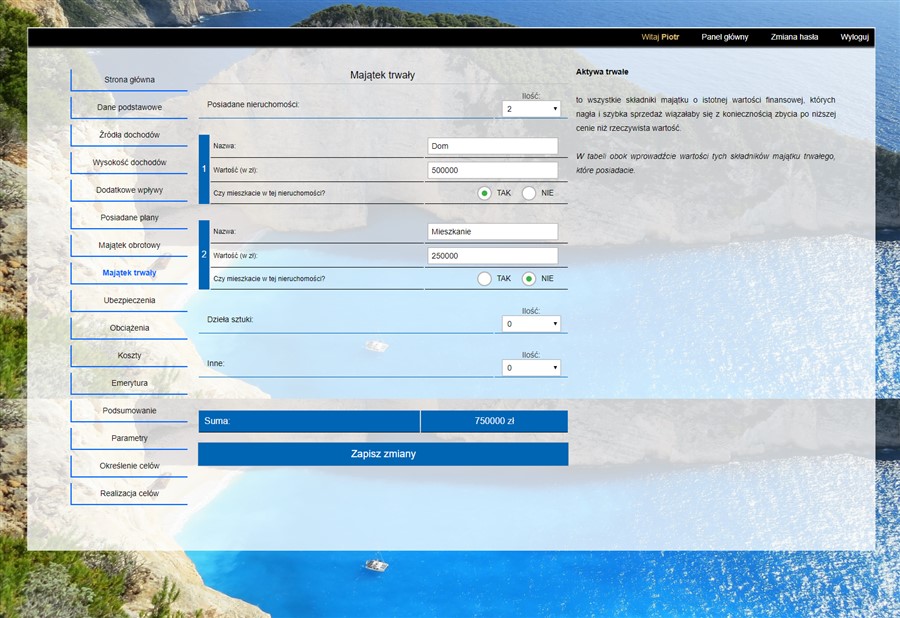 Witaj Piotr Panel główny Zmiana hasła Wyloguj
Strona główna
Dane podstawowe
Źródła dochodów
Wysokość dochodów
Dodatkowe wpływy
Posiadane plany
Majątek obrotowy
Majątek trwały
Ubezpieczenia
Obciążenia
Koszty
Emerytura
Podsumowanie
Parametry
Określenie celów
Realizacja celów
Majątek trwały
Posiadane nieruchomości:
Ilość:
2
1
Nazwa:
Dom
Wartość (w zł):
500000
Czy mieszkacie w tej nieruchomości?
TAK NIE
2
Nazwa:
Mieszkanie
Wartość (w zł):
250000
Czy mieszkacie w tej nieruchomości?
TAK NIE
Dzieła sztuki:
Ilość:
0
Inne:
Ilość:
0
Suma: 750000 zł
Zapisz zmiany
Aktywa trwałe
to wszystkie składniki majątku o istotnej wartości finansowej, których
nagła i szybka sprzedaż wiązałaby się z koniecznością zbycia po niższej
cenie niż rzeczywista wartość.
W tabeli obok wprowadźcie wartości tych składników majątku trwałego,
które posiadacie.